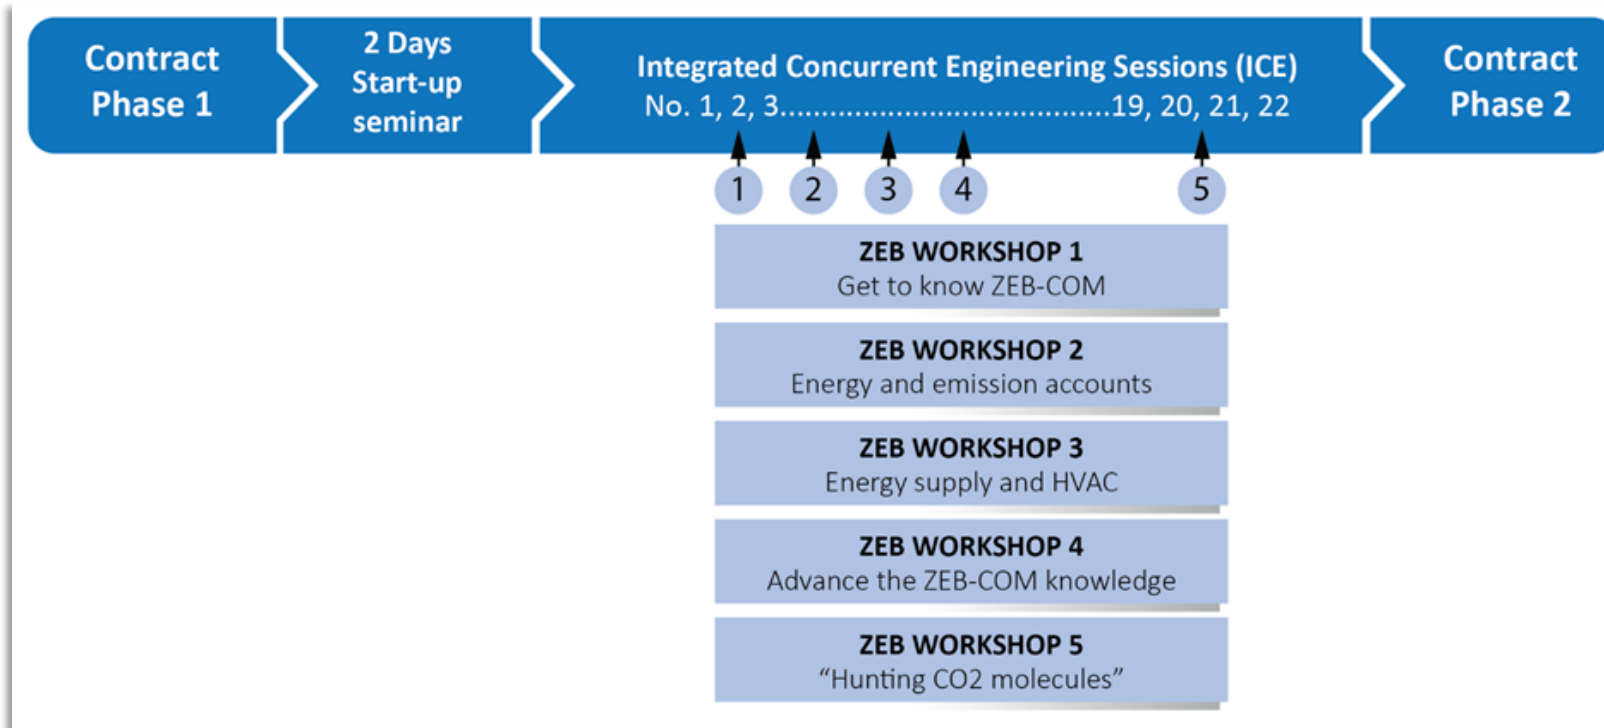 Contract
Phase 1
2 Days
Start-up
seminar
Integrated Concurrent Engineering Sessions (ICE)
No. 1, 2, 3..........................................19, 20, 21, 22
Contract
Phase 2
1
2
3
4
5
ZEB WORKSHOP 1
Get to know ZEB-COM
ZEB WORKSHOP 2
Energy and emission accounts
ZEB WORKSHOP 3
Energy supply and HVAC
ZEB WORKSHOP 4
Advance the ZEB-COM knowledge
ZEB WORKSHOP 5
“Hunting CO2 molecules”